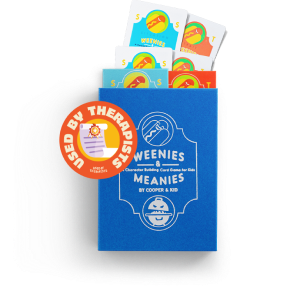 S
S
T
T
WEENIES
S
S
USED BY THERAPISTS
WEENIES
&
A Character Building Card Game for Kids
MEANIES
BY COOPER & KID